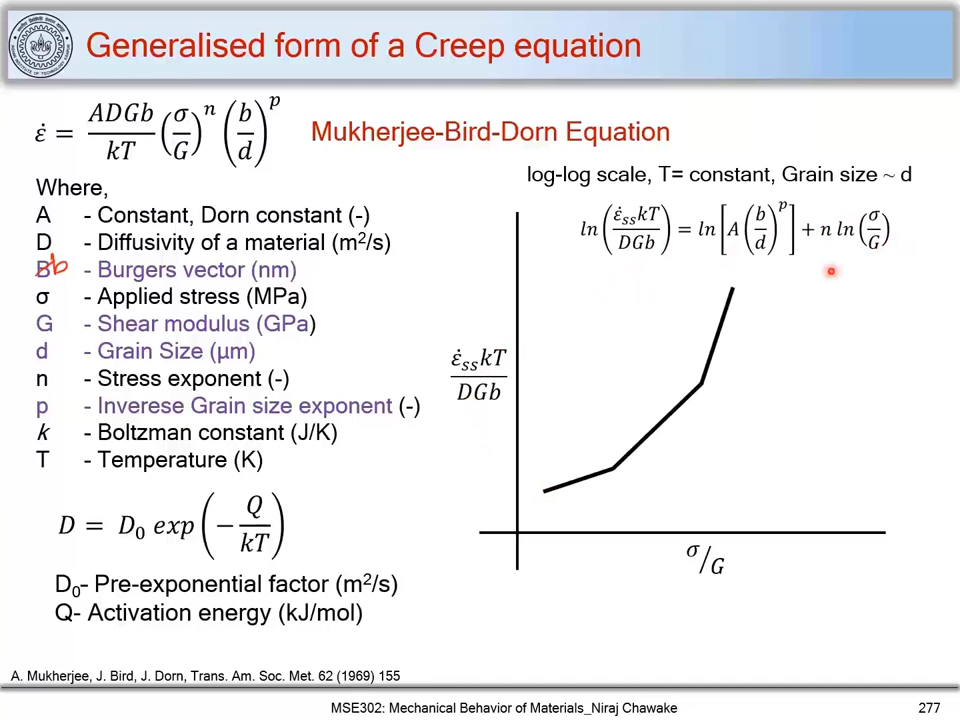 Generalised form of a Creep equation
ε̇ = ADGb/kT (σ/G)^n (b/d)^p
Mukherjee-Bird-Dorn Equation
Where,
A - Constant, Dorn constant (-)
D - Diffusivity of a material (m²/s)
B b - Burgers vector (nm)
σ - Applied stress (MPa)
G - Shear modulus (GPa)
d - Grain Size (μm)
n - Stress exponent (-)
p - Inverese Grain size exponent (-)
k - Boltzman constant (J/K)
T - Temperature (K)
D = D₀ exp(−Q/kT)
D₀- Pre-exponential factor (m²/s)
Q- Activation energy (kJ/mol)
log-log scale, T= constant, Grain size ~ d
ln(ε̇ₛₛkT/DGb) = ln[A(b/d)^p] + n ln(σ/G)
ε̇ₛₛkT/DGb
σ/G
A. Mukherjee, J. Bird, J. Dorn, Trans. Am. Soc. Met. 62 (1969) 155
MSE302: Mechanical Behavior of Materials_Niraj Chawake
277